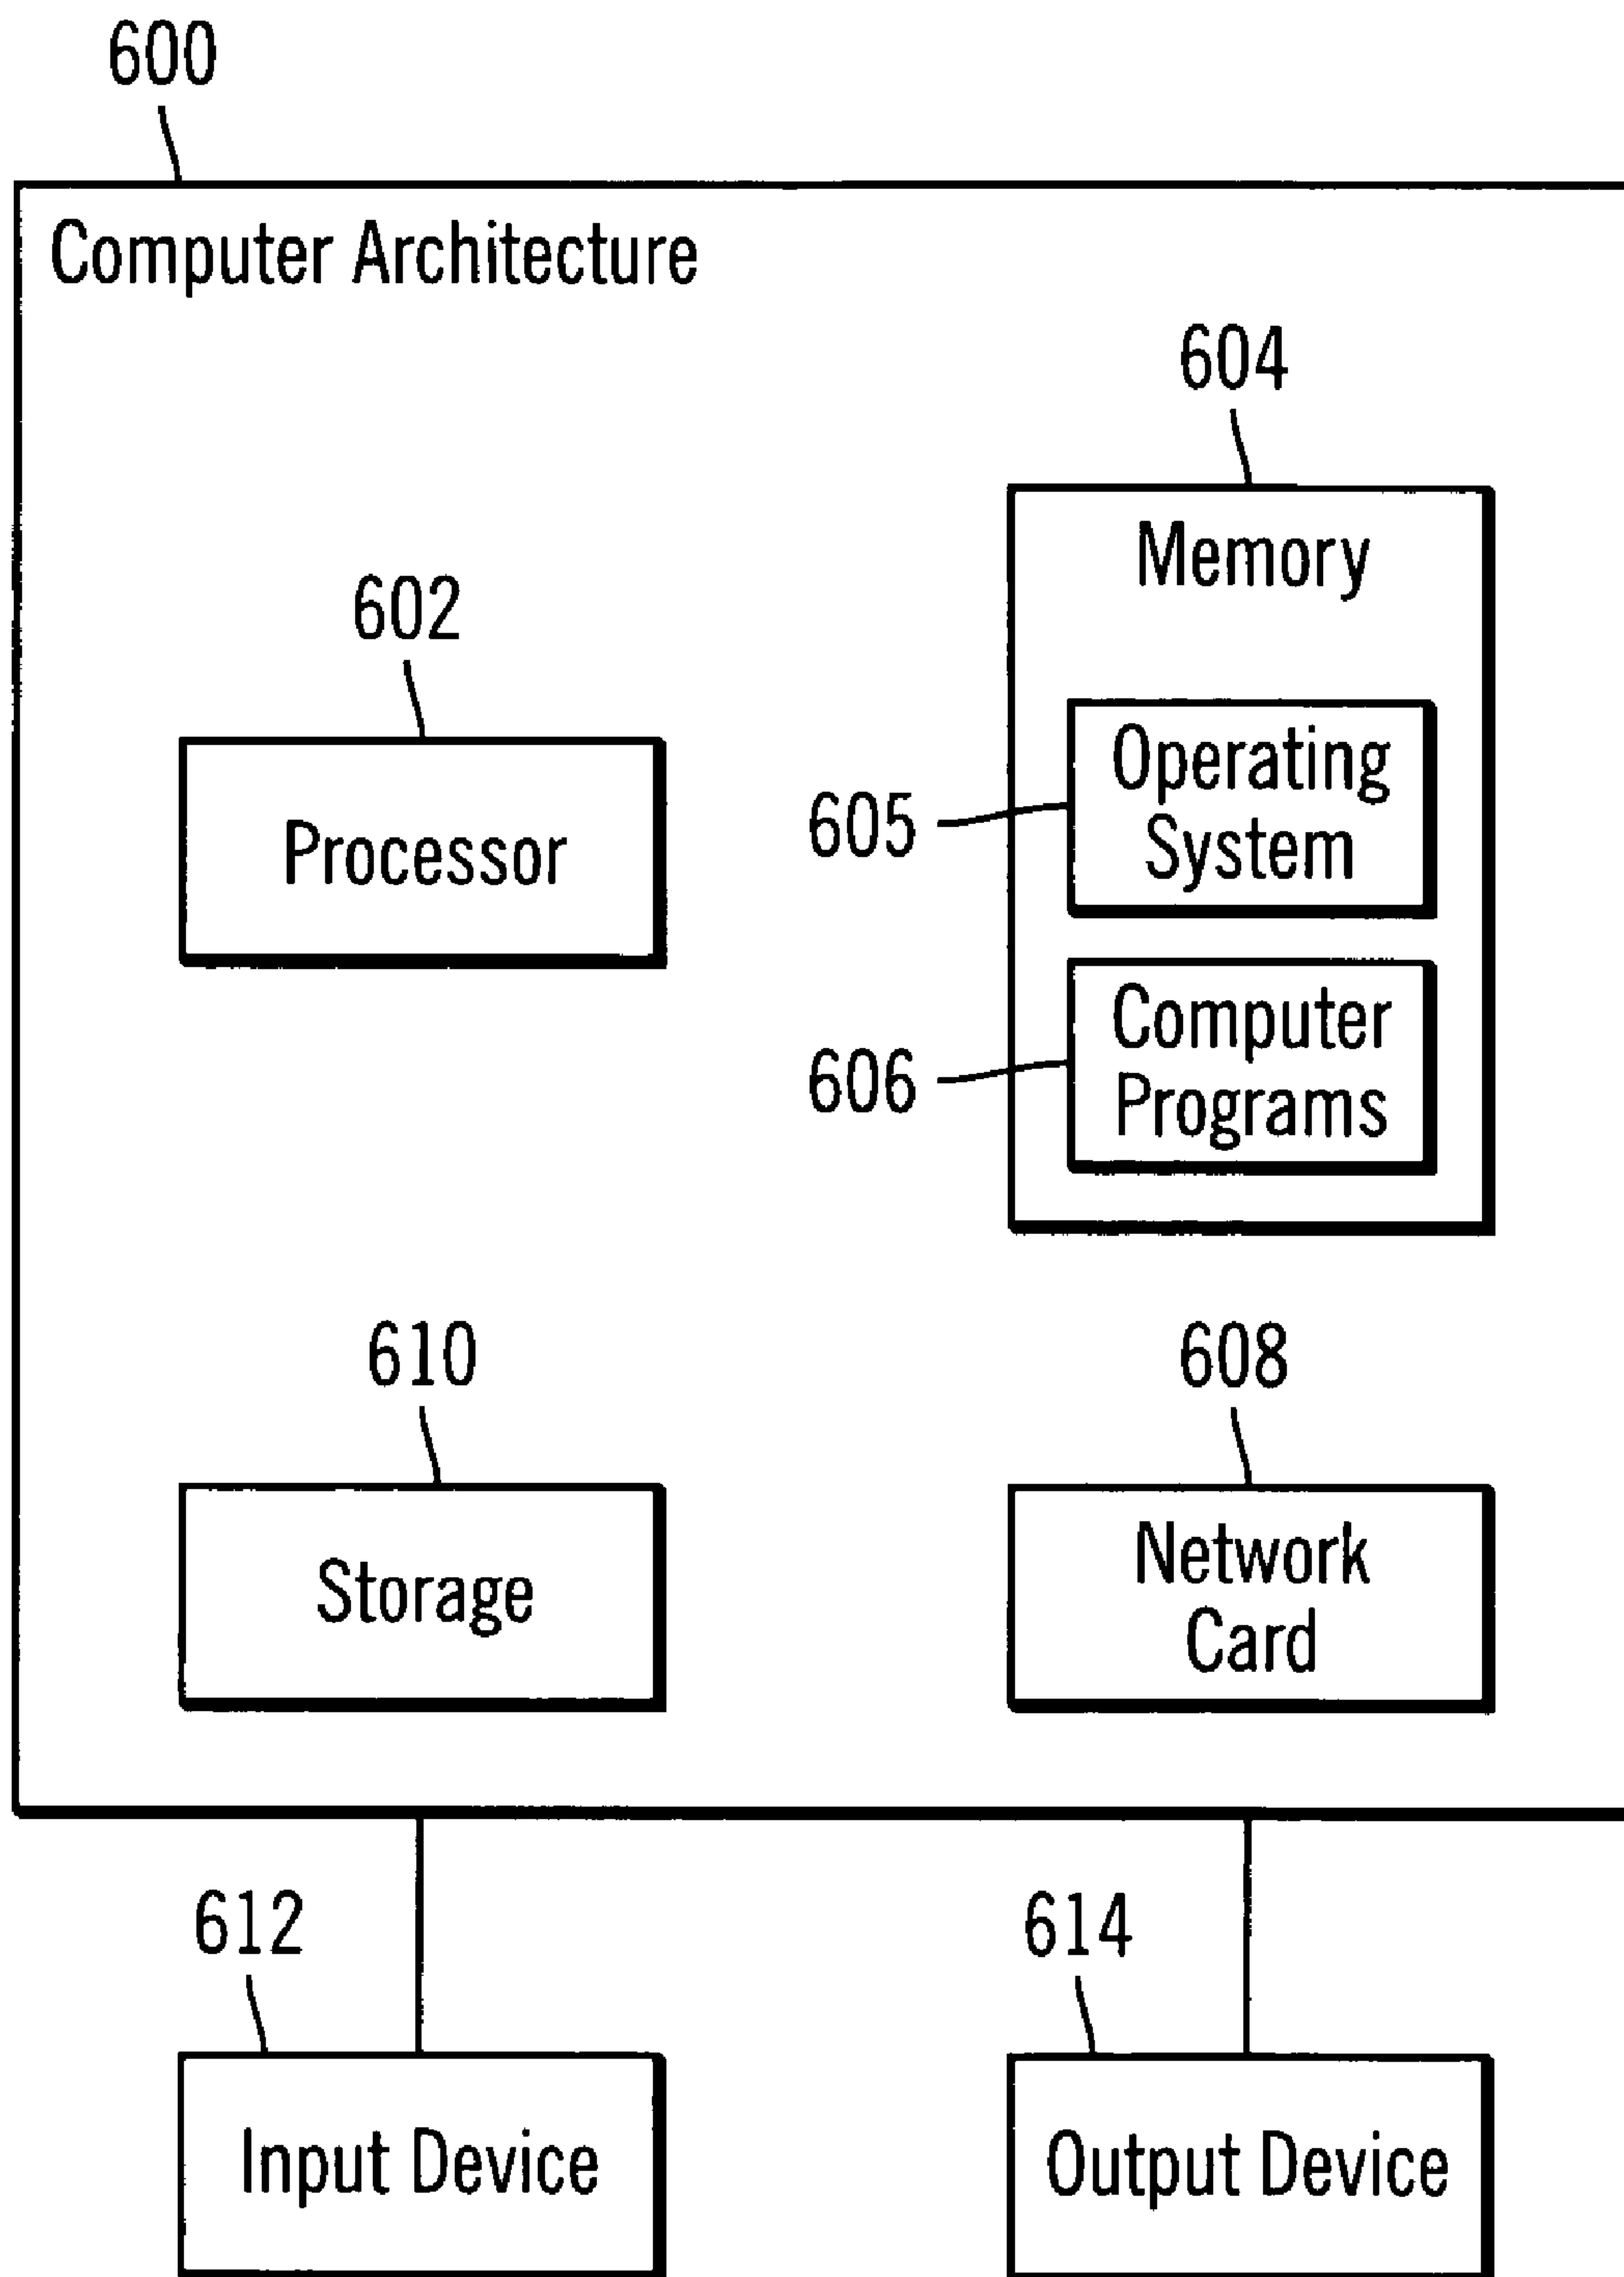 600
Computer Architecture
604
Memory
602
Processor
605
Operating
System
606
Computer
Programs
610
Storage
608
Network
Card
612
Input Device
614
Output Device